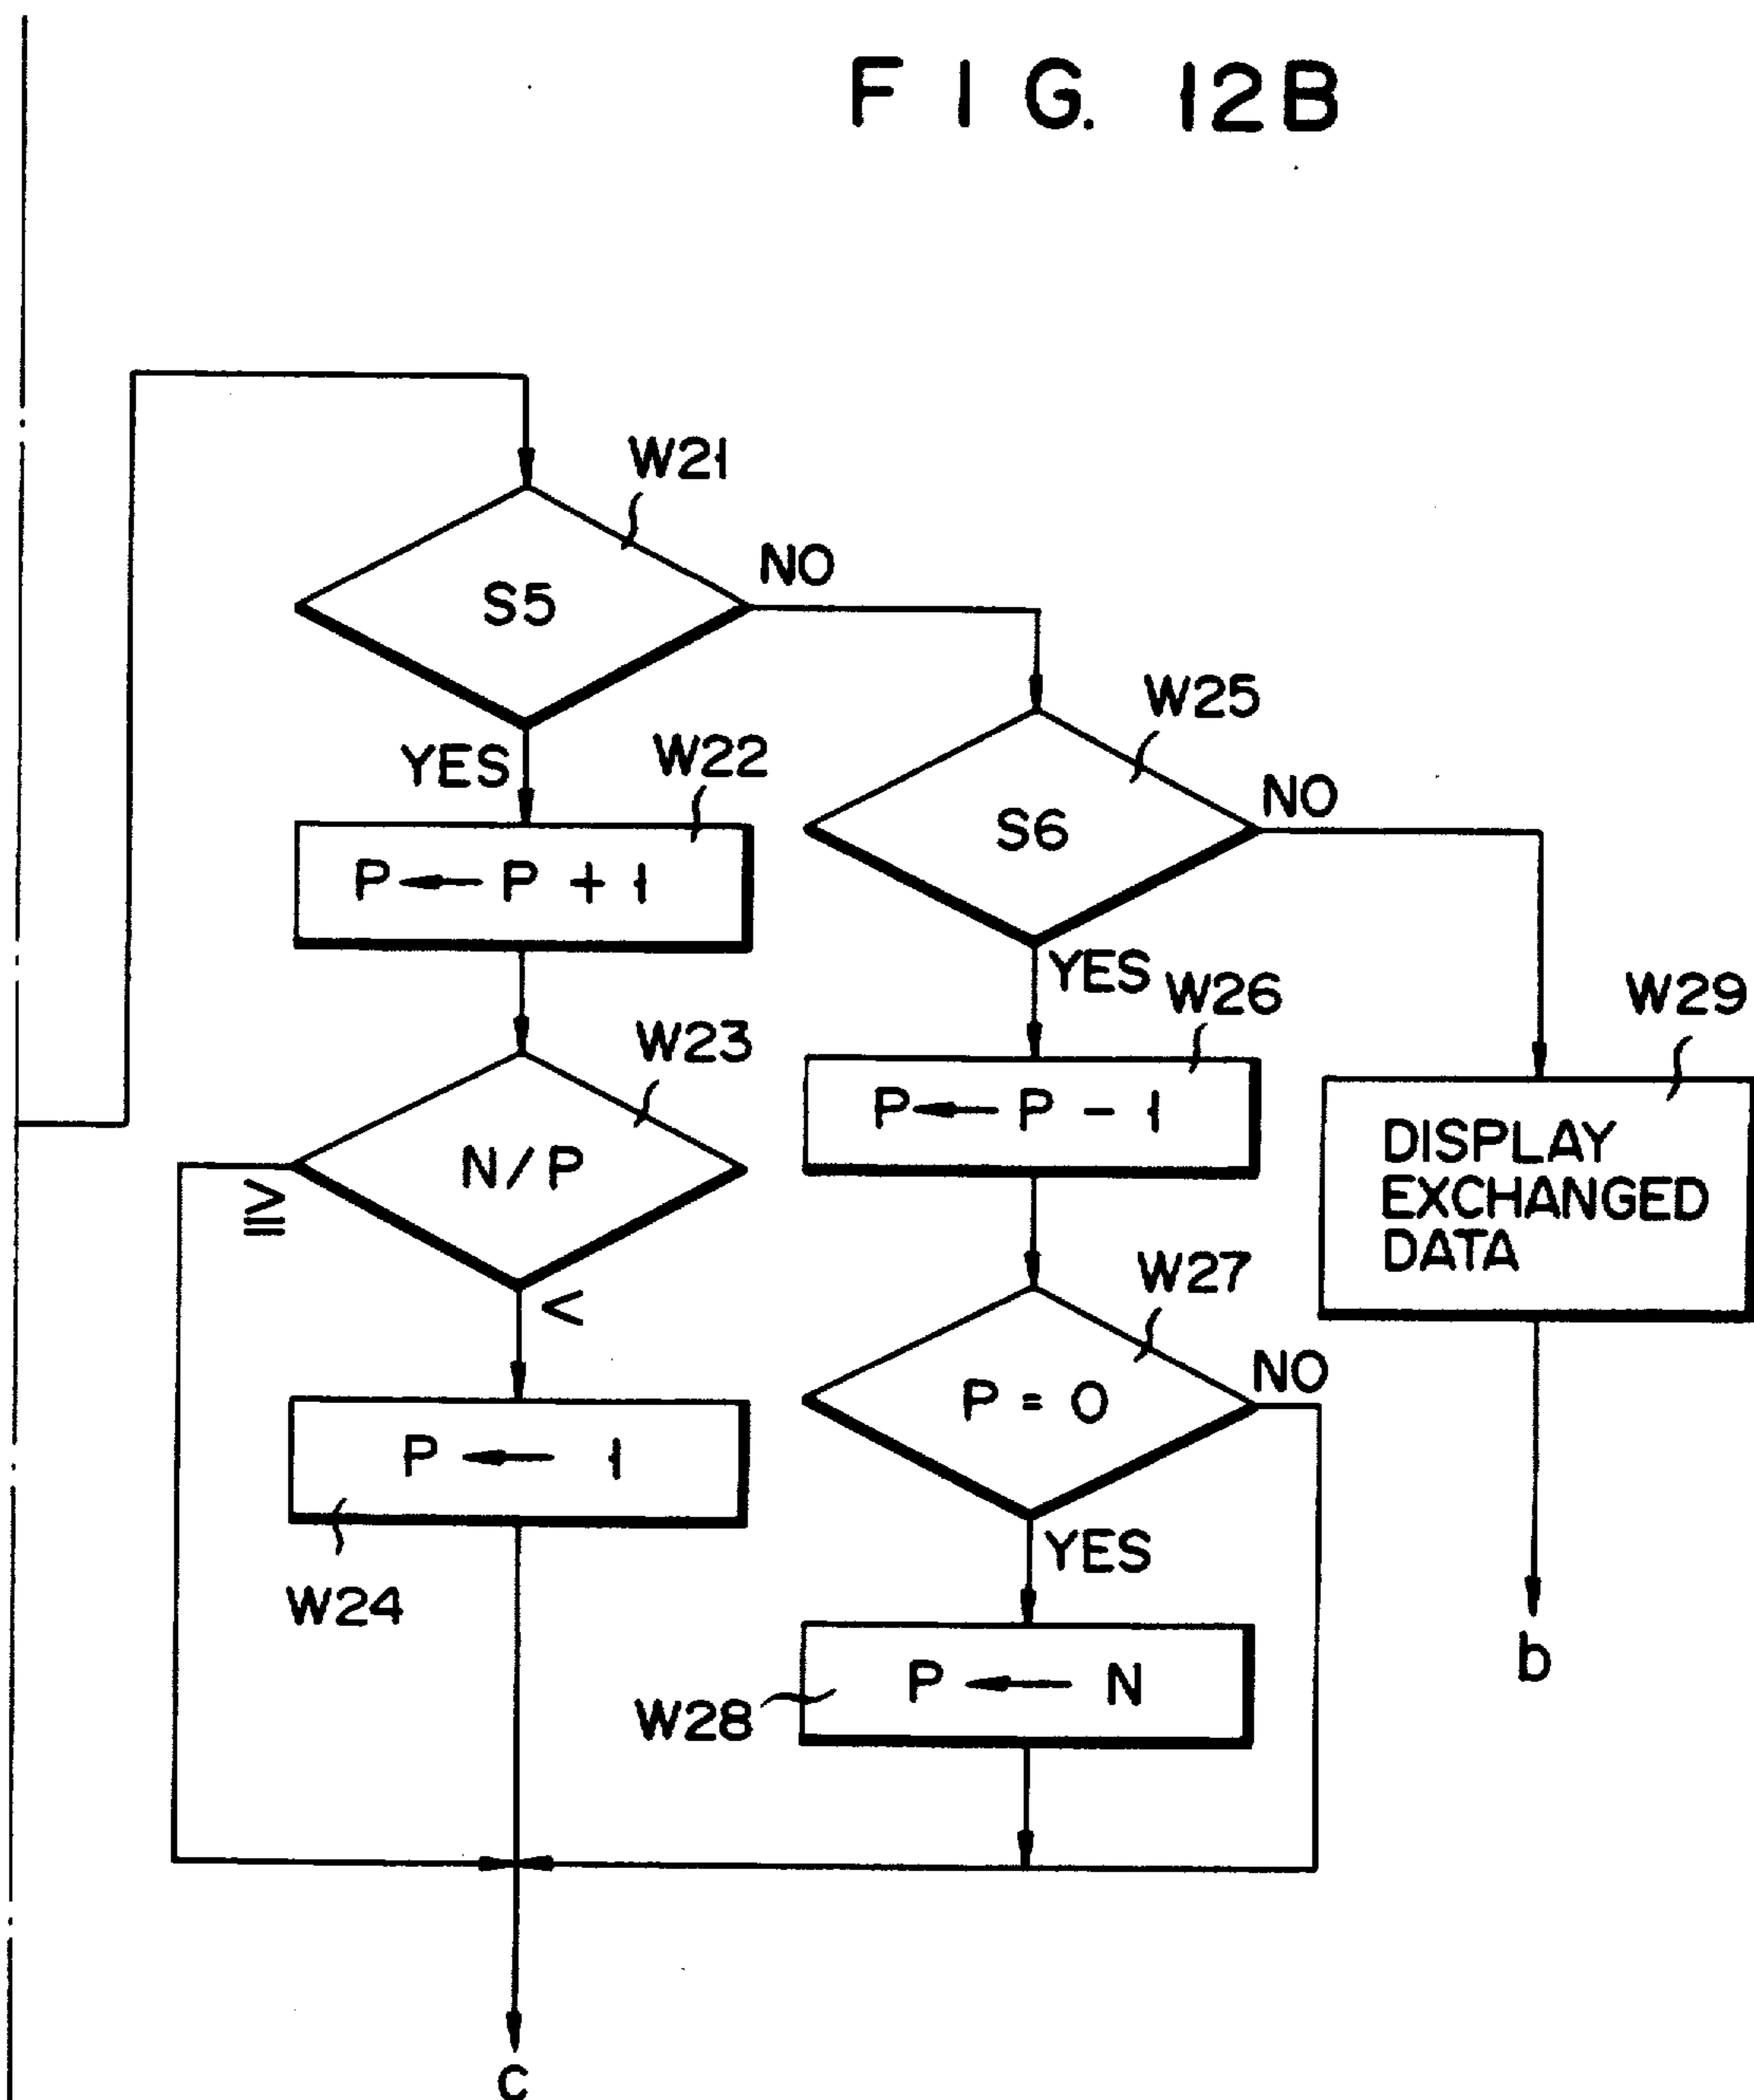 FIG. 12B
W21
S5
NO
YES
W22
P ← P + 1
W25
S6
NO
YES
W23
N/P
≧
<
W26
P ← P - 1
W29
DISPLAY
EXCHANGED
DATA
W27
P = 0
NO
P ← 1
W24
YES
W28
P ← N
b
c